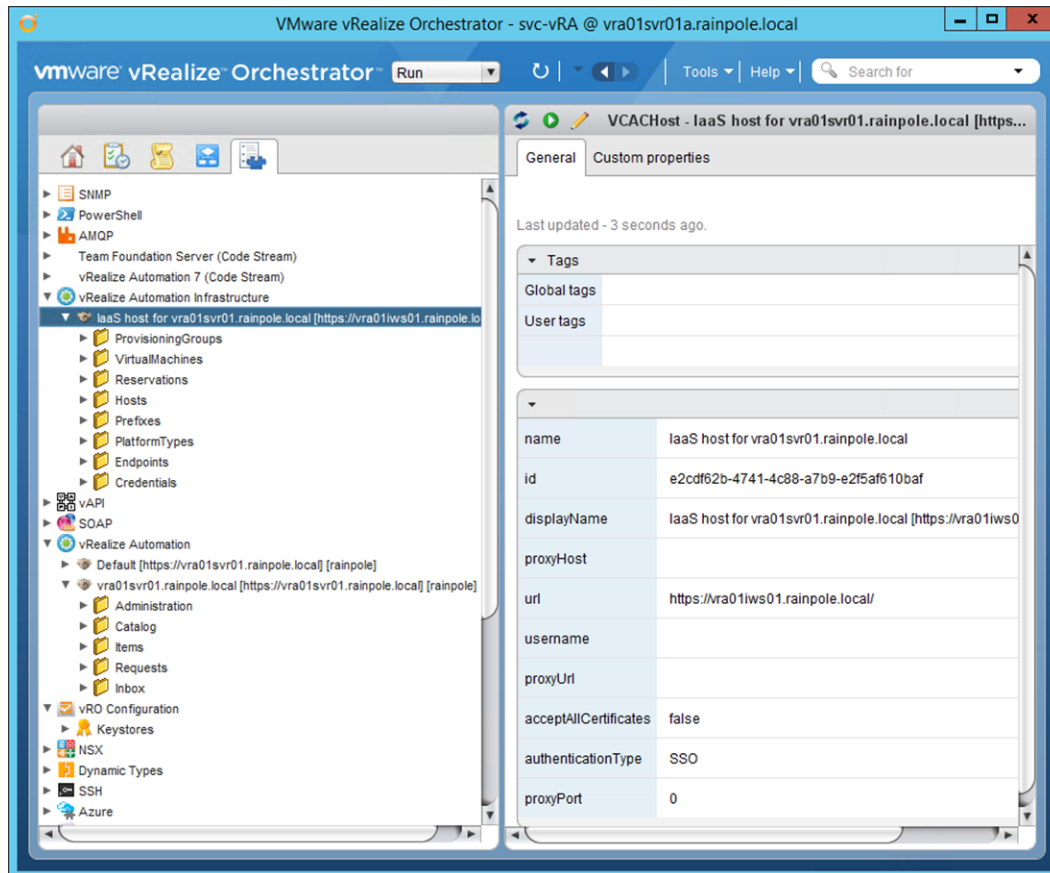 VMware vRealize Orchestrator - svc-vRA @ vra01svr01a.rainpole.local
vmware vRealize Orchestrator Run Tools Help Search for
VCACHost - IaaS host for vra01svr01.rainpole.local [https...
General Custom properties
SNMP
PowerShell
AMQP
Team Foundation Server (Code Stream)
vRealize Automation 7 (Code Stream)
vRealize Automation Infrastructure
IaaS host for vra01svr01.rainpole.local [https://vra01iws01.rainpole.lo
ProvisioningGroups
VirtualMachines
Reservations
Hosts
Prefixes
PlatformTypes
Endpoints
Credentials
vAPI
SOAP
vRealize Automation
Default [https://vra01svr01.rainpole.local] [rainpole]
vra01svr01.rainpole.local [https://vra01svr01.rainpole.local] [rainpole]
Administration
Catalog
Items
Requests
Inbox
vRO Configuration
Keystores
NSX
Dynamic Types
SSH
Azure
Last updated - 3 seconds ago.
Tags
Global tags
User tags
name IaaS host for vra01svr01.rainpole.local
id e2cdf62b-4741-4c88-a7b9-e2f5af610baf
displayName IaaS host for vra01svr01.rainpole.local [https://vra01iws0
proxyHost
url https://vra01iws01.rainpole.local/
username
proxyUrl
acceptAllCertificates false
authenticationType SSO
proxyPort 0